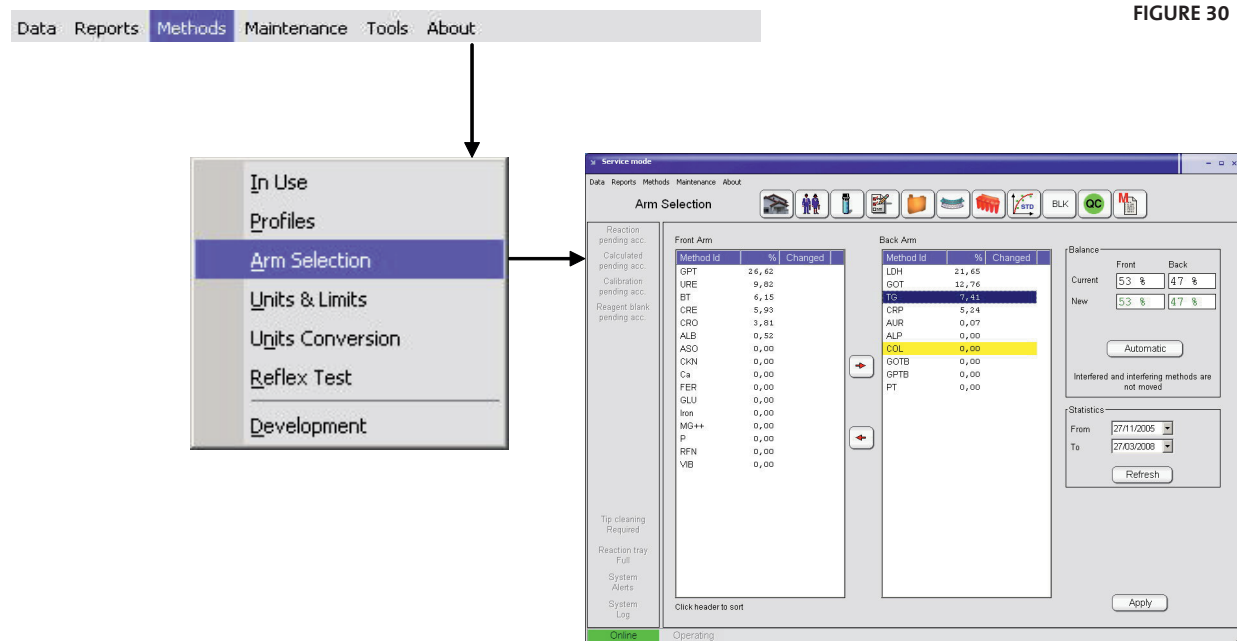 FIGURE 30
Data Reports Methods Maintenance Tools About
In Use
Profiles
Arm Selection
Units & Limits
Units Conversion
Reflex Test
Development
Service mode
Data Reports Methods Maintenance About
Arm Selection
STD
BLK
QC
M
Reaction
pending acc.
Calculated
pending acc.
Calibration
pending acc.
Reagent blank
pending acc.
Tip cleaning
Required
Reaction tray
Full
System
Alerts
System
Log
Front Arm
Method Id % Changed
GPT 26,62
URE 9,82
BT 6,15
CRE 5,93
CRO 3,81
ALB 0,52
ASO 0,00
CKN 0,00
Ca 0,00
FER 0,00
GLU 0,00
Iron 0,00
MG++ 0,00
P 0,00
RFN 0,00
VIB 0,00
Click header to sort
Back Arm
Method Id % Changed
LDH 21,65
GOT 12,76
TG 7,41
CRP 5,24
AUR 0,07
ALP 0,00
COL 0,00
GOTB 0,00
GPTB 0,00
PT 0,00
Balance
Front Back
Current 53 % 47 %
New 53 % 47 %
Automatic
Interfered and interfering methods are
not moved
Statistics
From 27/11/2005
To 27/03/2008
Refresh
Apply
Online Operating